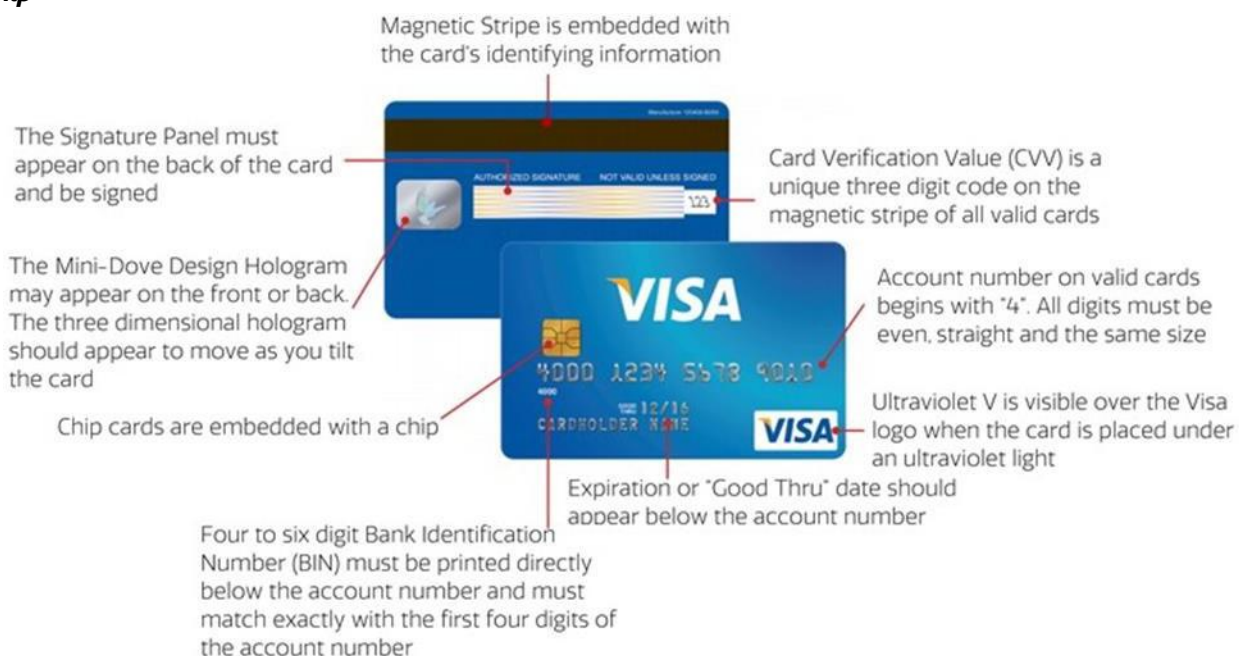 Magnetic Stripe is embedded with
the card's identifying information
The Signature Panel must
appear on the back of the card
and be signed
AUTHORIZED SIGNATURE NOT VALID UNLESS SIGNED
123
Card Verification Value (CVV) is a
unique three digit code on the
magnetic stripe of all valid cards
The Mini-Dove Design Hologram
may appear on the front or back.
The three dimensional hologram
should appear to move as you tilt
the card
VISA
Account number on valid cards
begins with "4". All digits must be
even, straight and the same size
4000 1234 5678 9010
4000
12/16
CARDHOLDER NAME
VISA
Chip cards are embedded with a chip
Ultraviolet V is visible over the Visa
logo when the card is placed under
an ultraviolet light
Expiration or "Good Thru" date should
appear below the account number
Four to six digit Bank Identification
Number (BIN) must be printed directly
below the account number and must
match exactly with the first four digits of
the account number